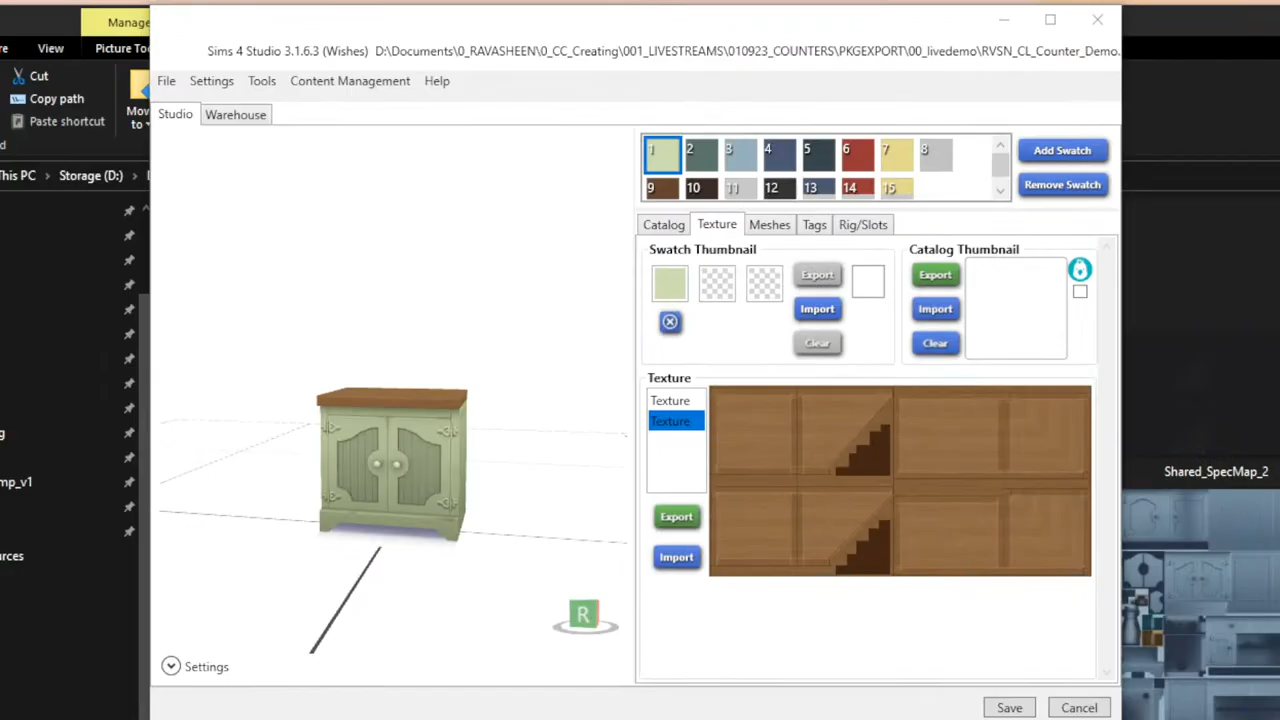 Manage
Sims 4 Studio 3.1.6.3 (Wishes) D:\Documents\0_RAVASHEEN\0_CC_Creating\001_LIVESTREAMS\010923_COUNTERS\PKGEXPORT\00_livedemo\RVSN_CL_Counter_Demo.
View
Picture Too
File Settings Tools Content Management Help
Cut
Copy path
Paste shortcut
Mov
to
Studio Warehouse
1 2 3 4 5 6 7 8
9 10 11 12 13 14 15
Add Swatch
Remove Swatch
This PC > Storage (D:)
Catalog Texture Meshes Tags Rig/Slots
Swatch Thumbnail
Export
Import
Clear
Catalog Thumbnail
Export
Import
Clear
Texture
Texture
Texture
Export
Import
mp_v1
urces
Shared_SpecMap_2
R
Settings
Save Cancel